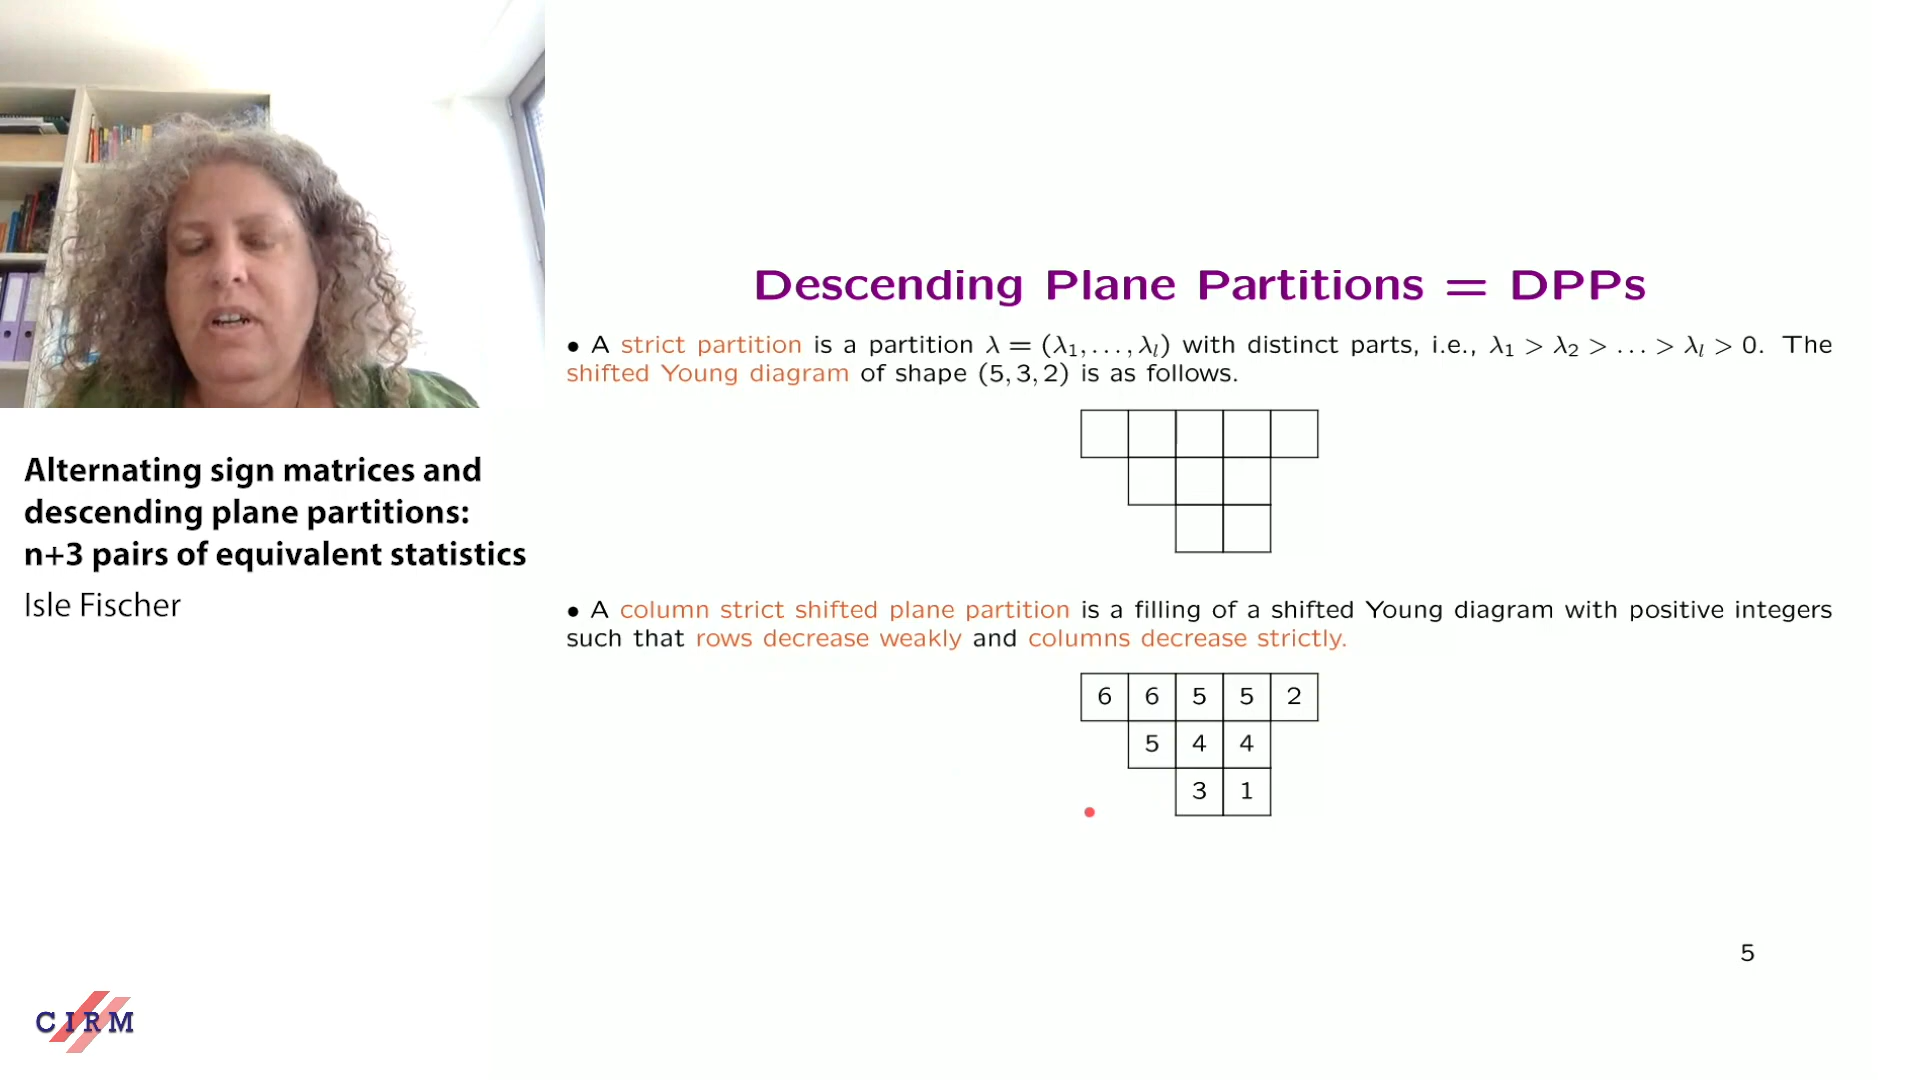 Alternating sign matrices and
descending plane partitions:
n+3 pairs of equivalent statistics
Isle Fischer
CIRM
Descending Plane Partitions = DPPs
• A strict partition is a partition λ = (λ₁, . . . , λₗ) with distinct parts, i.e., λ₁ > λ₂ > . . . > λₗ > 0. The
shifted Young diagram of shape (5, 3, 2) is as follows.
• A column strict shifted plane partition is a filling of a shifted Young diagram with positive integers
such that rows decrease weakly and columns decrease strictly.
6 6 5 5 2
5 4 4
3 1
5